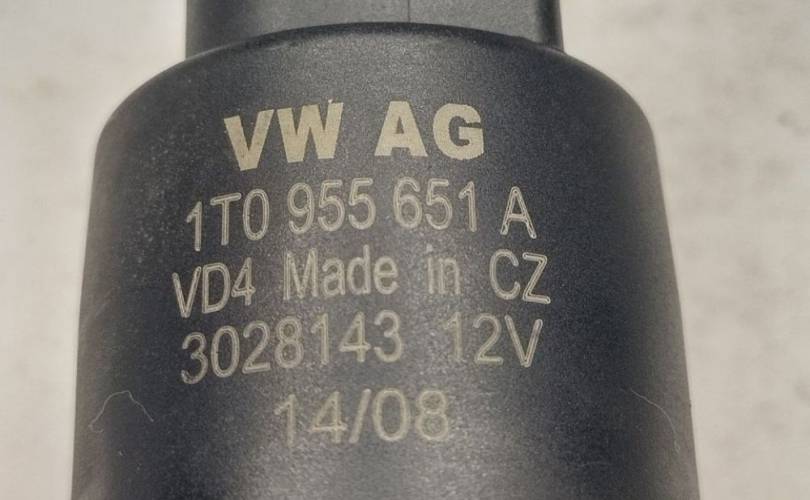 VW AG
1T0 955 651 A
VD4 Made in CZ
3028143 12V
14/08